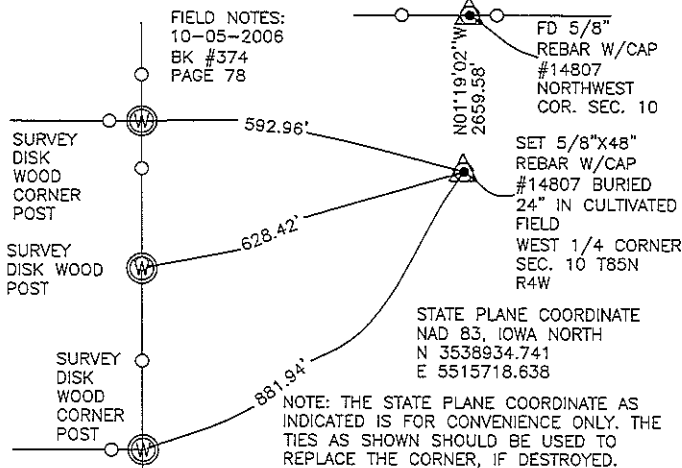 FIELD NOTES:
10-05-2006
BK #374
PAGE 78
N01°19'02"W
2659.58'
FD 5/8"
REBAR W/CAP
#14807
NORTHWEST
COR. SEC. 10
W
592.96'
SURVEY
DISK
WOOD
CORNER
POST
SET 5/8"X48"
REBAR W/CAP
#14807 BURIED
24" IN CULTIVATED
FIELD
WEST 1/4 CORNER
SEC. 10 T85N
R4W
SURVEY
DISK WOOD
POST
W
628.42'
STATE PLANE COORDINATE
NAD 83, IOWA NORTH
N 3538934.741
E 5515718.638
SURVEY
DISK
WOOD
CORNER
POST
W
881.94'
NOTE: THE STATE PLANE COORDINATE AS
INDICATED IS FOR CONVENIENCE ONLY. THE
TIES AS SHOWN SHOULD BE USED TO
REPLACE THE CORNER, IF DESTROYED.